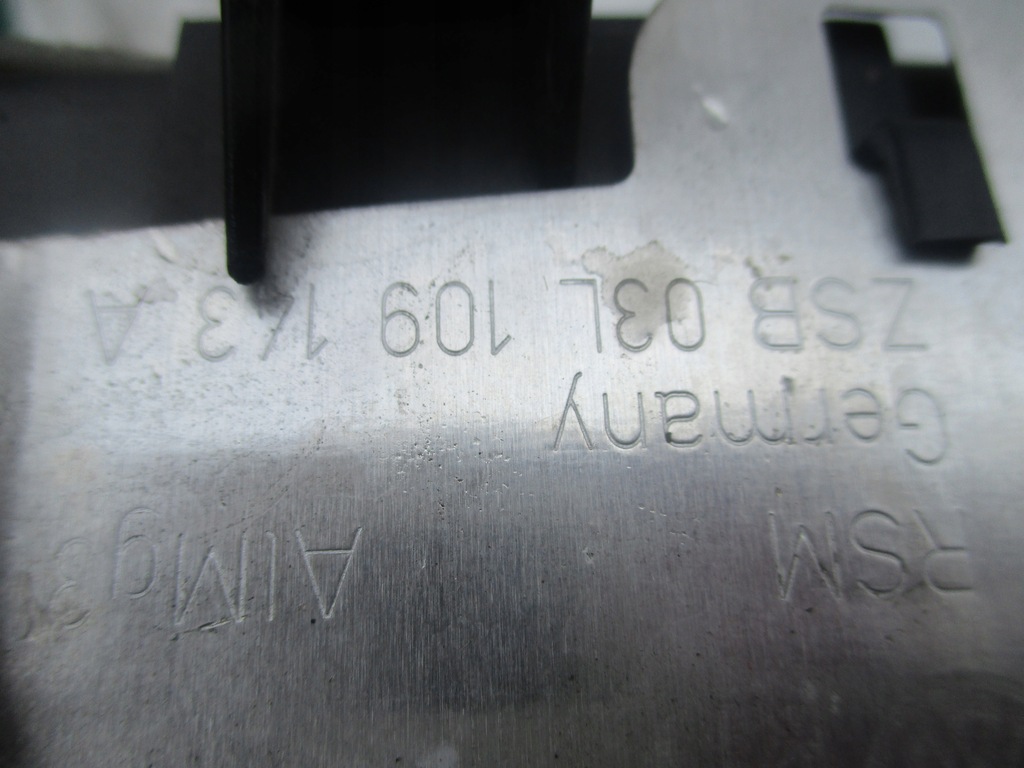 ZSB 03L 109 143 A
Germany
RSM AlMg3